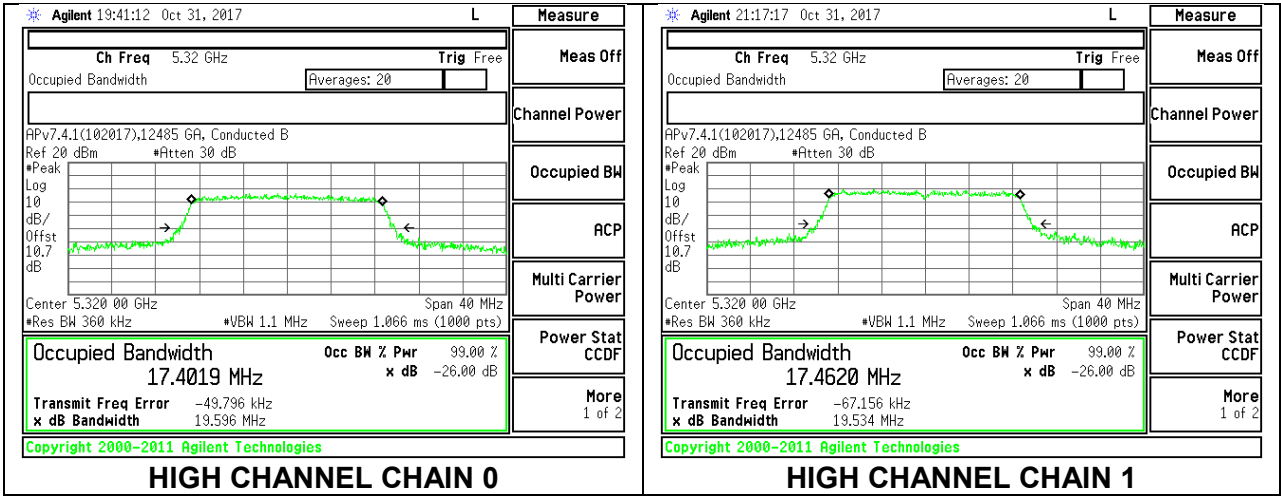 Agilent 19:41:12 Oct 31, 2017 L Measure
Ch Freq 5.32 GHz Trig Free
Meas Off
Occupied Bandwidth Averages: 20
Channel Power
APv7.4.1(102017),12485 GA, Conducted B
Ref 20 dBm #Atten 30 dB
#Peak
Log
10
dB/
Offst
10.7
dB
Occupied BW
ACP
Multi Carrier
Power
Center 5.320 00 GHz Span 40 MHz
#Res BW 360 kHz #VBW 1.1 MHz Sweep 1.066 ms (1000 pts)
Power Stat
CCDF
Occupied Bandwidth Occ BW % Pwr 99.00 %
17.4019 MHz x dB -26.00 dB
Transmit Freq Error -49.796 kHz
x dB Bandwidth 19.596 MHz
More
1 of 2
Copyright 2000-2011 Agilent Technologies
HIGH CHANNEL CHAIN 0
Agilent 21:17:17 Oct 31, 2017 L Measure
Ch Freq 5.32 GHz Trig Free
Meas Off
Occupied Bandwidth Averages: 20
Channel Power
APv7.4.1(102017),12485 GA, Conducted B
Ref 20 dBm #Atten 30 dB
#Peak
Log
10
dB/
Offst
10.7
dB
Occupied BW
ACP
Multi Carrier
Power
Center 5.320 00 GHz Span 40 MHz
#Res BW 360 kHz #VBW 1.1 MHz Sweep 1.066 ms (1000 pts)
Power Stat
CCDF
Occupied Bandwidth Occ BW % Pwr 99.00 %
17.4620 MHz x dB -26.00 dB
Transmit Freq Error -67.156 kHz
x dB Bandwidth 19.534 MHz
More
1 of 2
Copyright 2000-2011 Agilent Technologies
HIGH CHANNEL CHAIN 1